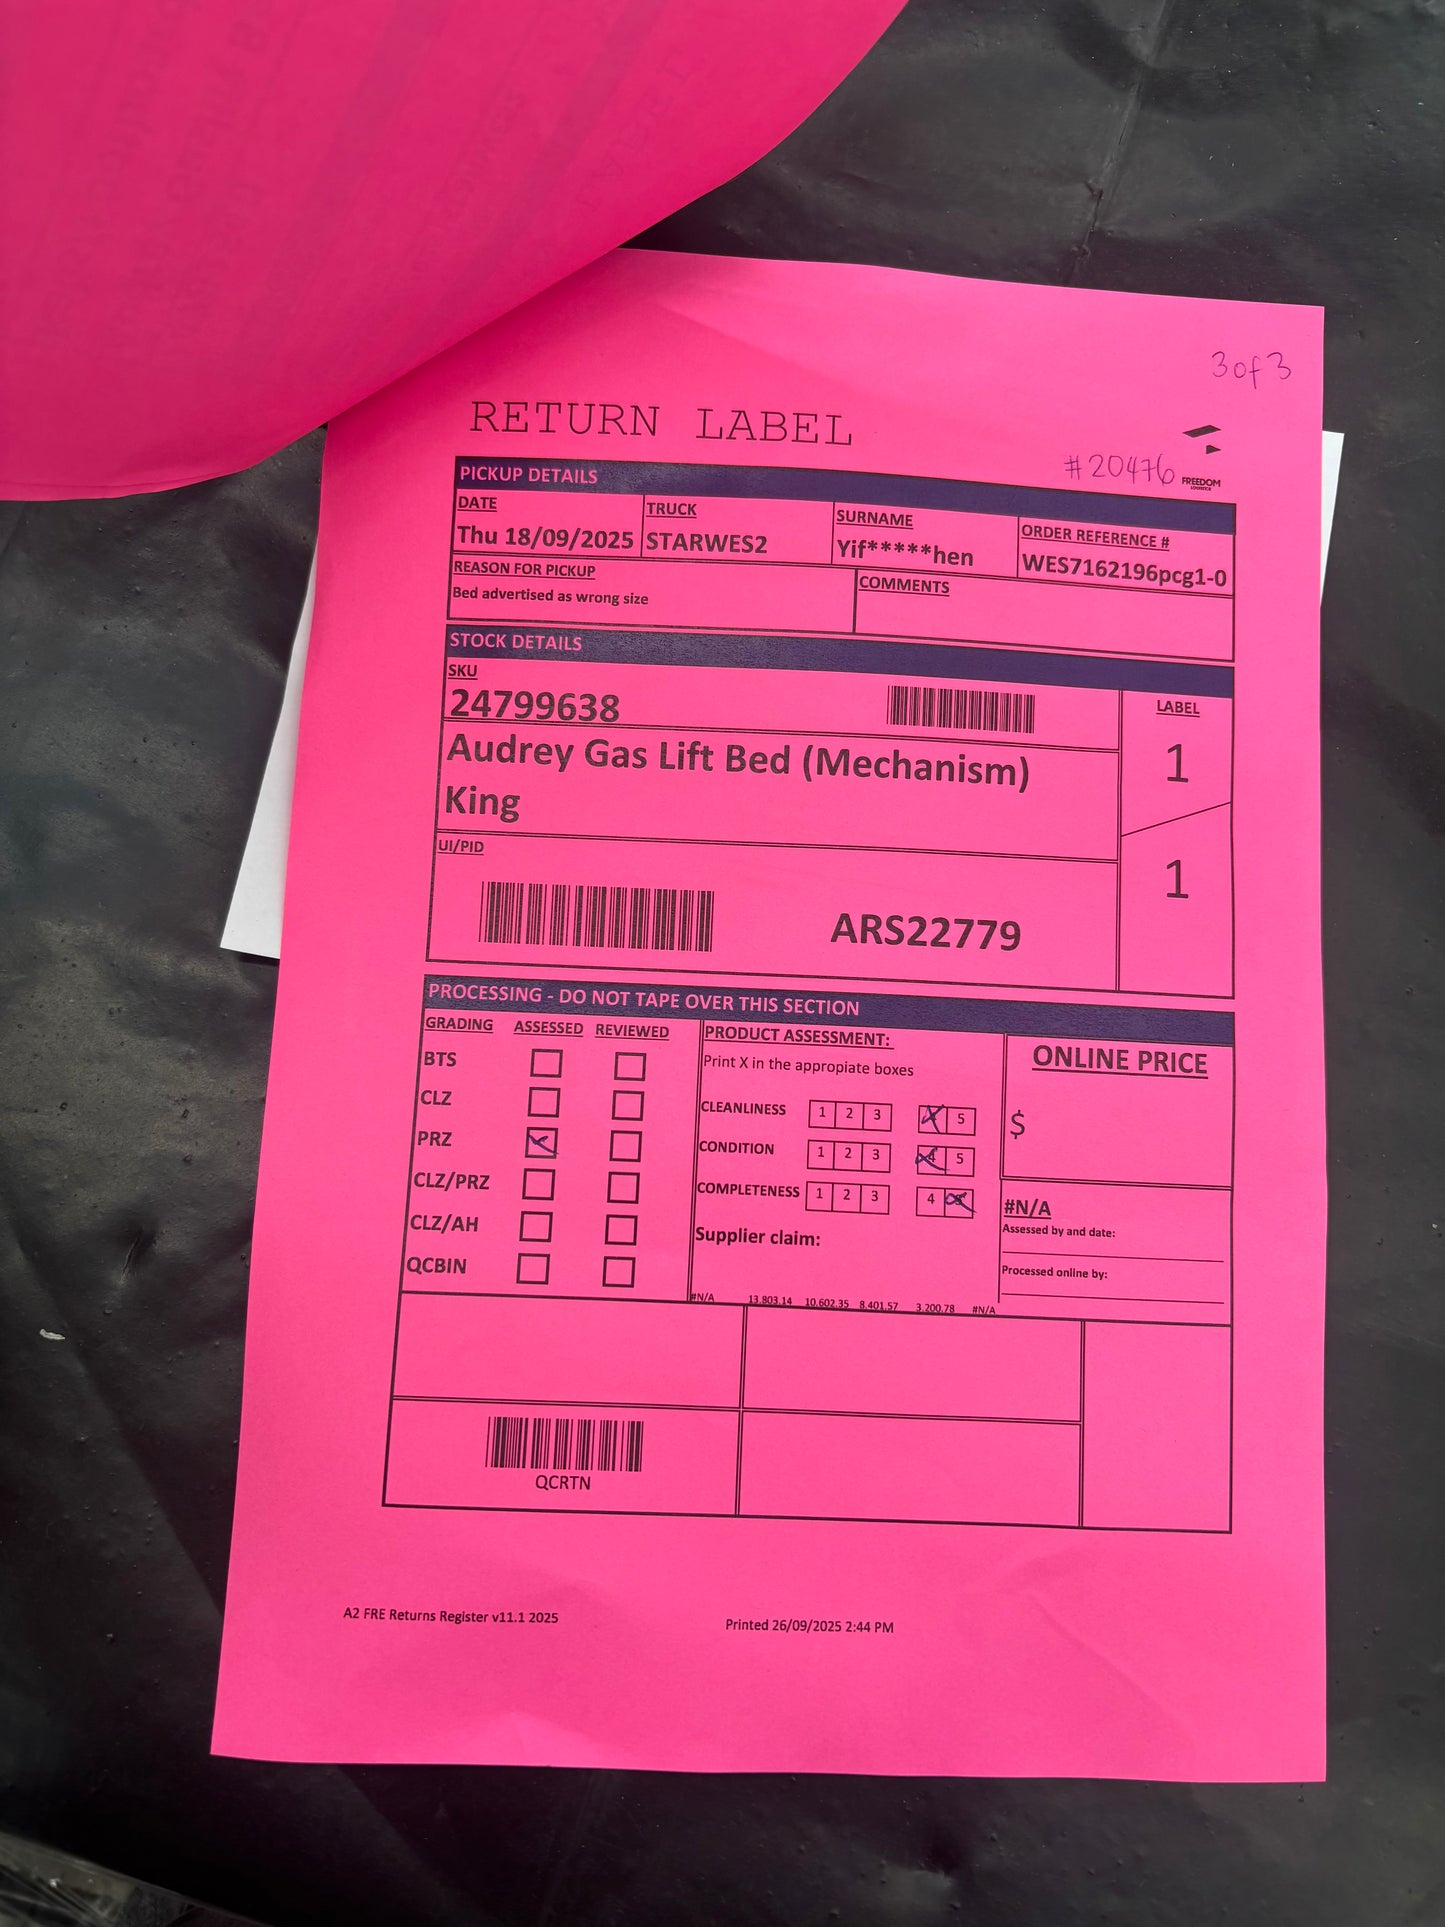 3 of 3
RETURN LABEL
#20476
FREEDOM
LOGISTICS
PICKUP DETAILS
DATE TRUCK SURNAME ORDER REFERENCE #
Thu 18/09/2025 STARWES2 Yif*****hen WES7162196pcg1-0
REASON FOR PICKUP COMMENTS
Bed advertised as wrong size
STOCK DETAILS
SKU
24799638
LABEL
Audrey Gas Lift Bed (Mechanism)
King
1
1
UI/PID
ARS22779
PROCESSING - DO NOT TAPE OVER THIS SECTION
GRADING ASSESSED REVIEWED
BTS
CLZ
PRZ
CLZ/PRZ
CLZ/AH
QCBIN
PRODUCT ASSESSMENT:
Print X in the appropiate boxes
CLEANLINESS 1 2 3 X 5
CONDITION 1 2 3 4 5
COMPLETENESS 1 2 3 4 5
Supplier claim:
#N/A 13.803.14 10.602.35 8.401.57 3.200.78 #N/A
ONLINE PRICE
$
#N/A
Assessed by and date:
Processed online by:
QCRTN
A2 FRE Returns Register v11.1 2025
Printed 26/09/2025 2:44 PM